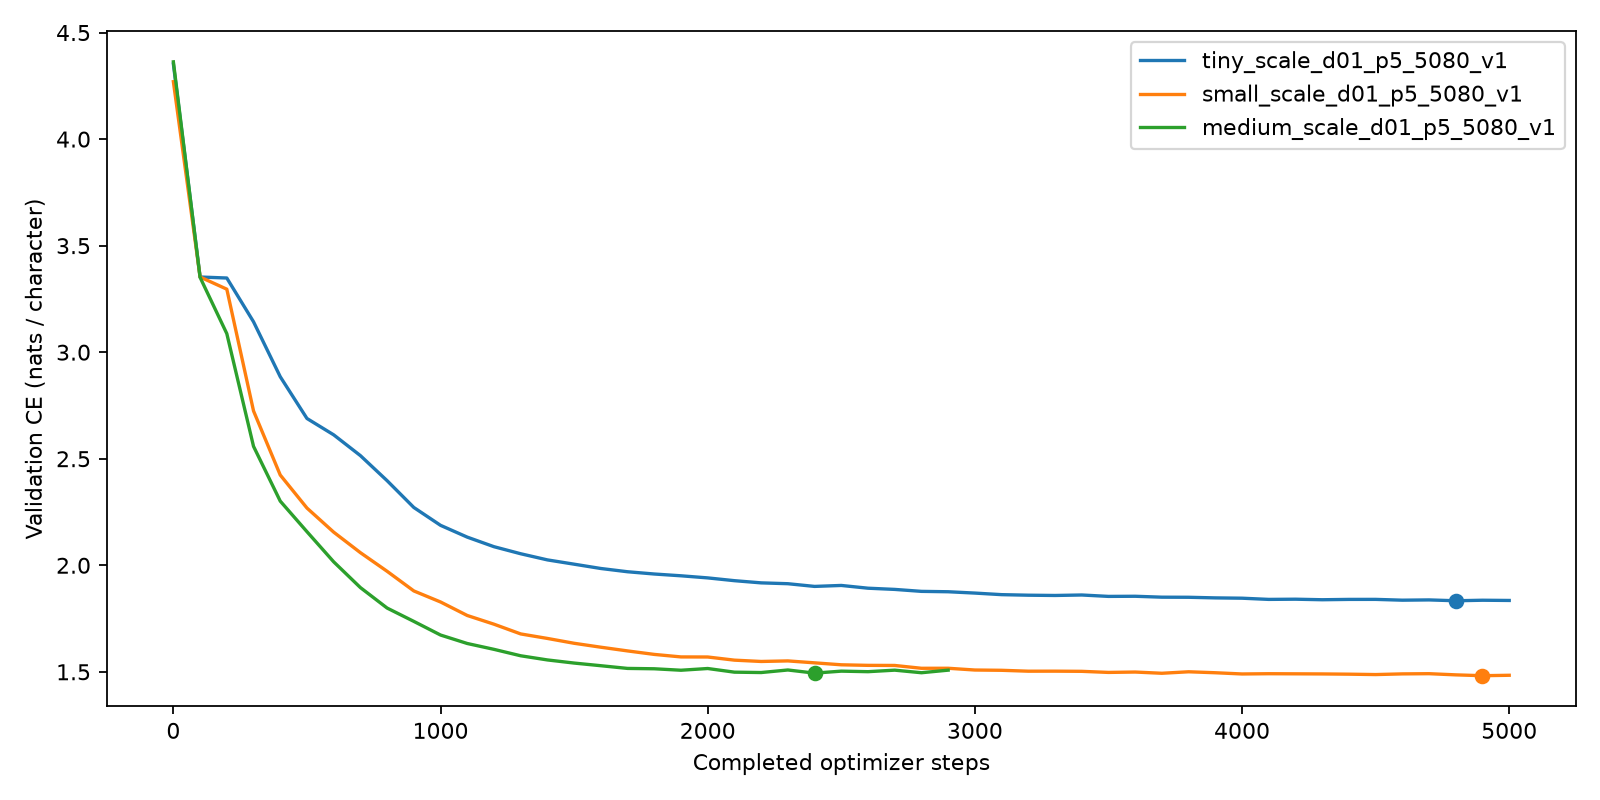 4.5
4.0
3.5
3.0
2.5
2.0
1.5
Validation CE (nats / character)
tiny_scale_d01_p5_5080_v1
small_scale_d01_p5_5080_v1
medium_scale_d01_p5_5080_v1
0 1000 2000 3000 4000 5000
Completed optimizer steps